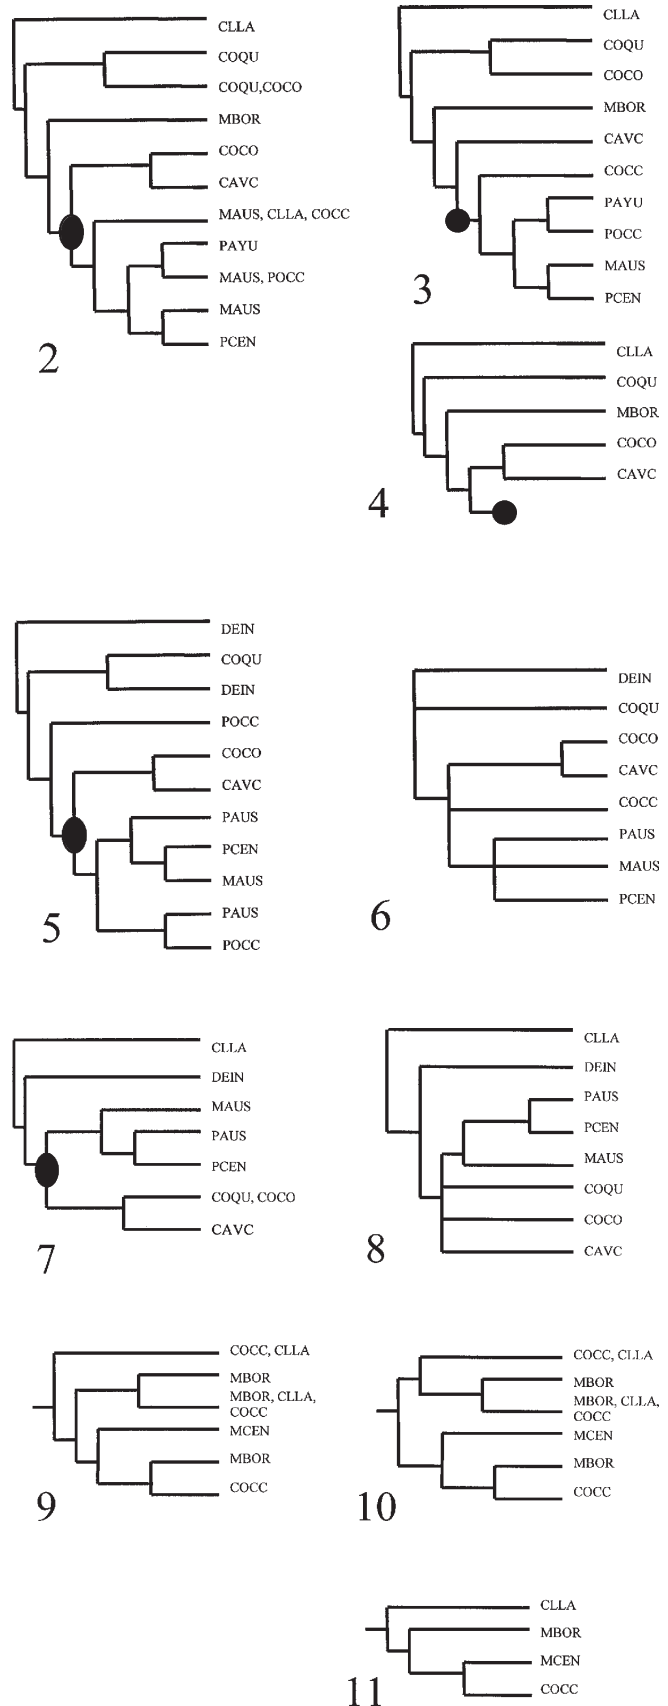 CLLA
COQU
COQU,COCO
MBOR
COCO
CAVC
MAUS, CLLA, COCC
PAYU
MAUS, POCC
MAUS
PCEN
2
CLLA
COQU
COCO
MBOR
CAVC
COCC
PAYU
POCC
MAUS
PCEN
3
CLLA
COQU
MBOR
COCO
CAVC
4
DEIN
COQU
DEIN
POCC
COCO
CAVC
PAUS
PCEN
MAUS
PAUS
POCC
5
DEIN
COQU
COCO
CAVC
COCC
PAUS
MAUS
PCEN
6
CLLA
DEIN
MAUS
PAUS
PCEN
COQU, COCO
CAVC
7
CLLA
DEIN
PAUS
PCEN
MAUS
COQU
COCO
CAVC
8
COCC, CLLA
MBOR
MBOR, CLLA,
COCC
MCEN
MBOR
COCC
9
COCC, CLLA
MBOR
MBOR, CLLA,
COCC
MCEN
MBOR
COCC
10
CLLA
MBOR
MCEN
COCC
11